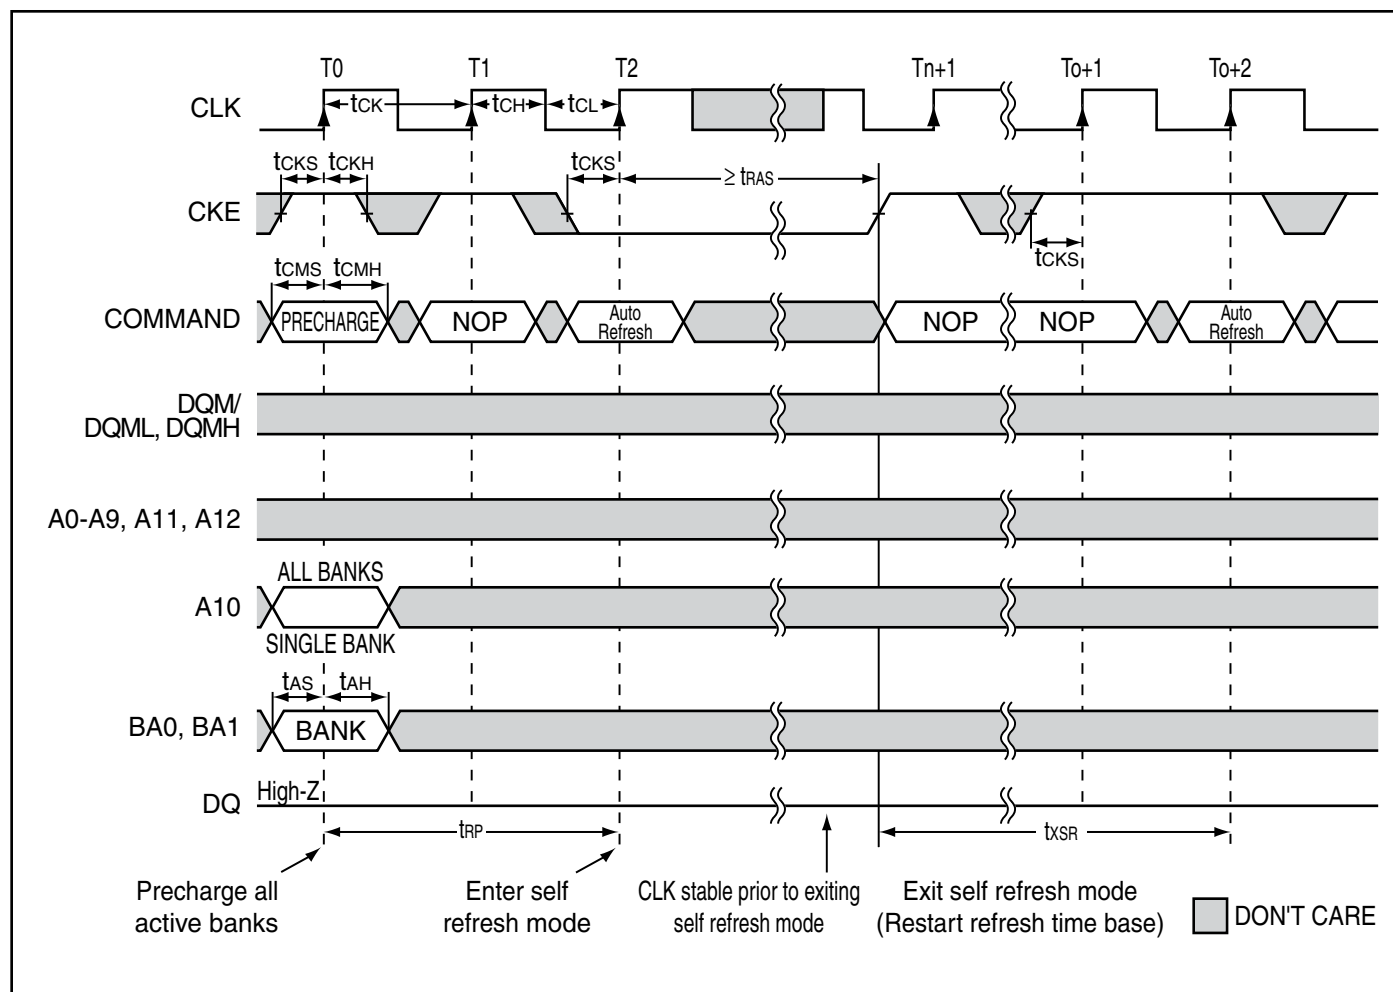 T0 T1 T2 Tn+1 To+1 To+2
CLK tCK tCH tCL
tCKS tCKH tCKS ≥ tRAS
CKE
tCKS
tCMS tCMH
COMMAND PRECHARGE NOP Auto Refresh NOP NOP Auto Refresh
DQM/
DQML, DQMH
A0-A9, A11, A12
ALL BANKS
A10
SINGLE BANK
tAS tAH
BA0, BA1 BANK
High-Z
DQ
tRP tXSR
Precharge all
active banks
Enter self
refresh mode
CLK stable prior to exiting
self refresh mode
Exit self refresh mode
(Restart refresh time base)
DON'T CARE